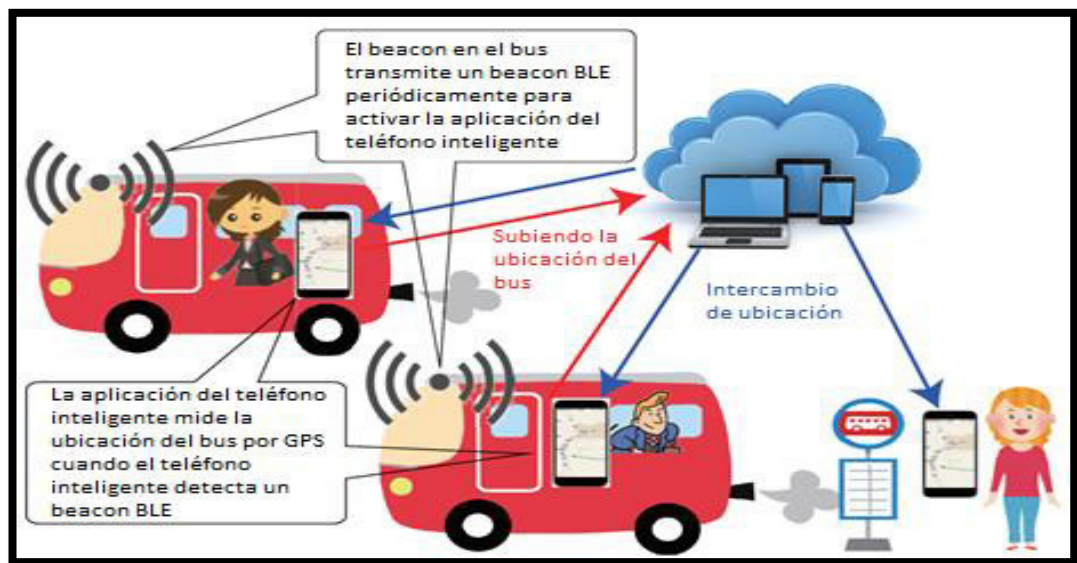 El beacon en el bus
transmite un beacon BLE
periódicamente para
activar la aplicación del
teléfono inteligente
Subiendo la
ubicación del
bus
Intercambio
de ubicación
La aplicación del teléfono
inteligente mide la
ubicación del bus por GPS
cuando el teléfono
inteligente detecta un
beacon BLE